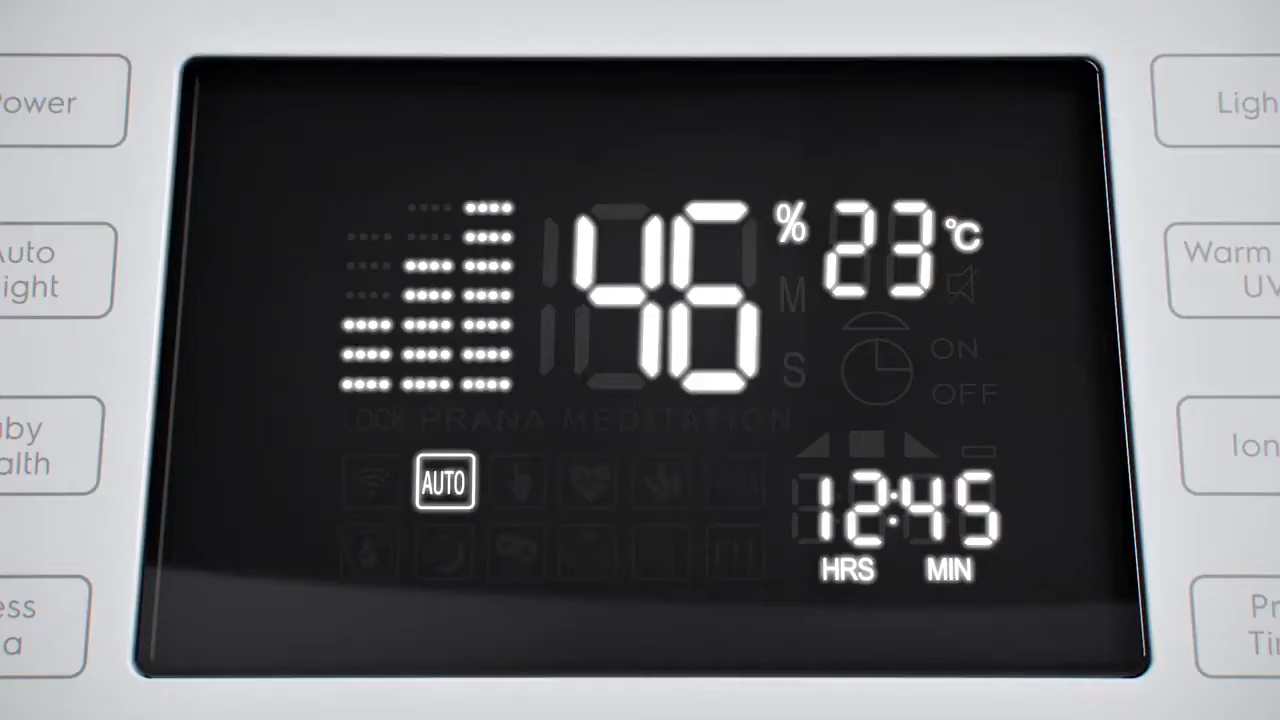 ower
Auto
ight
aby
alth
ess
a
46 %
M
S
23 °C
ON
OFF
LOCK PRANA MEDITATION
AUTO
12:45
HRS MIN
Ligh
Warm
UV
Ion
Pr
Ti